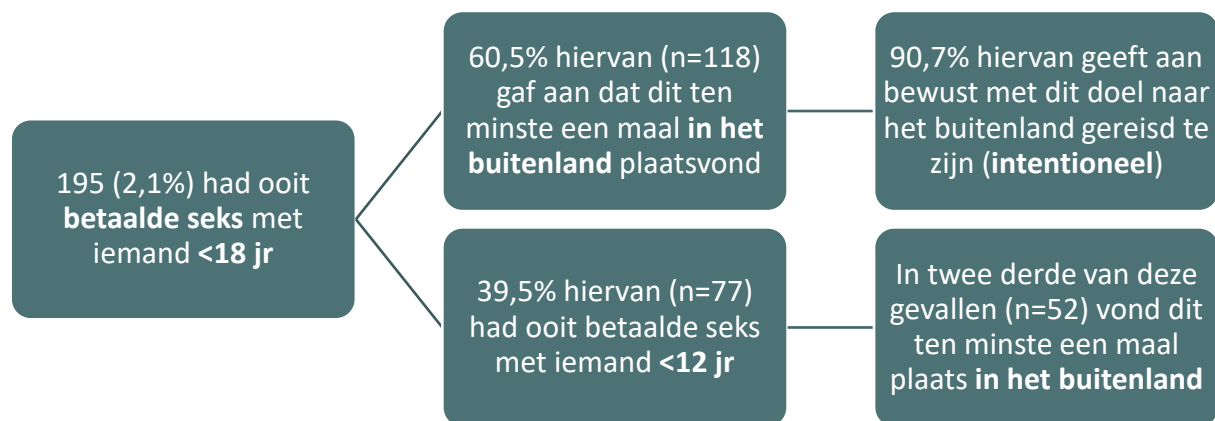 195 (2,1%) had ooit
betaalde seks met
iemand <18 jr
60,5% hiervan (n=118)
gaf aan dat dit ten
minste een maal in het
buitenland plaatsvond
90,7% hiervan geeft aan
bewust met dit doel naar
het buitenland gereisd te
zijn (intentioneel)
39,5% hiervan (n=77)
had ooit betaalde seks
met iemand <12 jr
In twee derde van deze
gevallen (n=52) vond dit
ten minste een maal
plaats in het buitenland